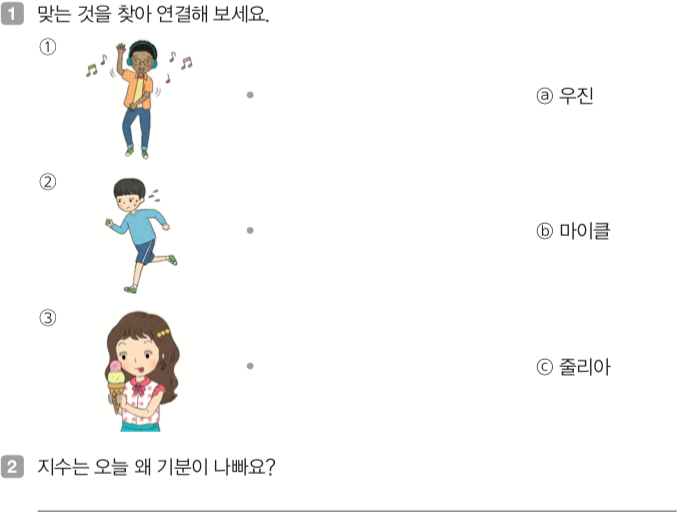 1 맞는 것을 찾아 연결해 보세요.
①
ⓐ 우진
②
ⓑ 마이클
③
ⓒ 줄리아
2 지수는 오늘 왜 기분이 나빠요?